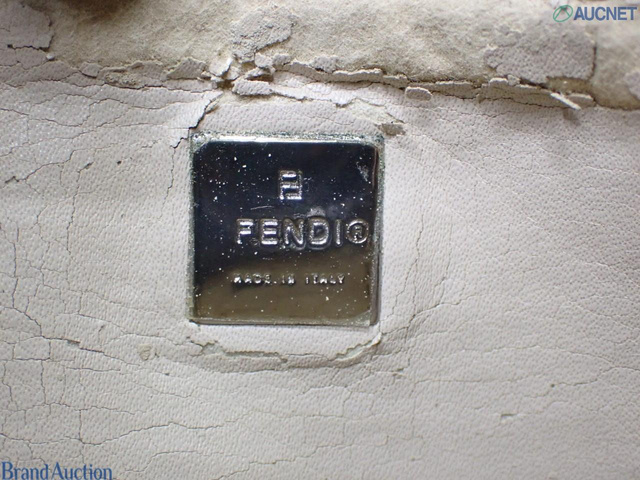 AUCNET
FENDI®
MADE IN ITALY
Brand Auction